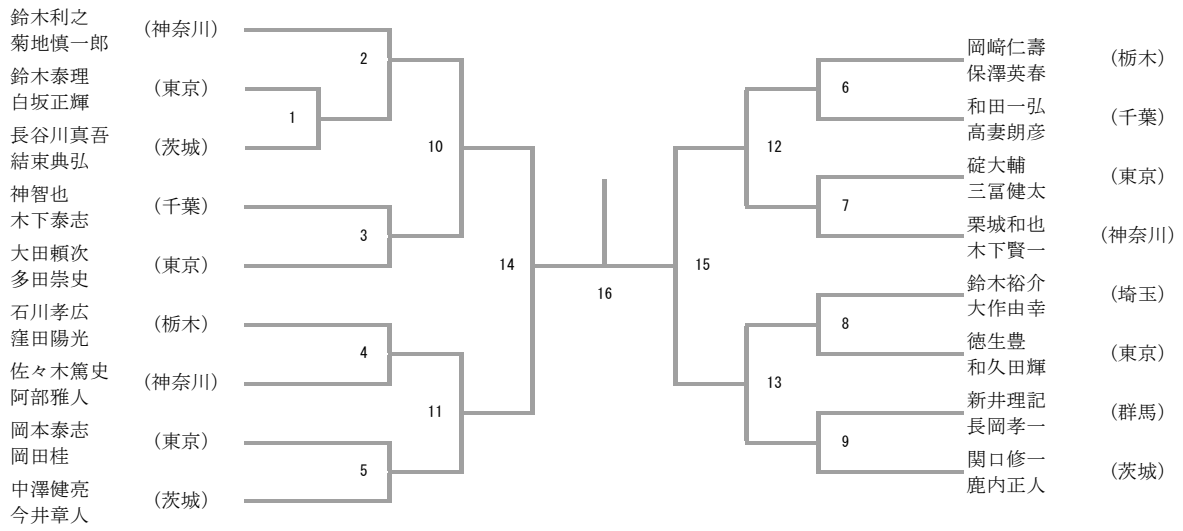 鈴木利之
菊地慎一郎
(神奈川)
鈴木泰理
白坂正輝
(東京)
長谷川真吾
結束典弘
(茨城)
神智也
木下泰志
(千葉)
大田頼次
多田崇史
(東京)
石川孝広
窪田陽光
(栃木)
佐々木篤史
阿部雅人
(神奈川)
岡本泰志
岡田桂
(東京)
中澤健亮
今井章人
(茨城)
2
1
10
3
14
4
11
5
16
6
12
7
15
8
13
9
岡﨑仁壽
保澤英春
(栃木)
和田一弘
高妻朗彦
(千葉)
碇大輔
三冨健太
(東京)
栗城和也
木下賢一
(神奈川)
鈴木裕介
大作由幸
(埼玉)
徳生豊
和久田輝
(東京)
新井理記
長岡孝一
(群馬)
関口修一
鹿内正人
(茨城)